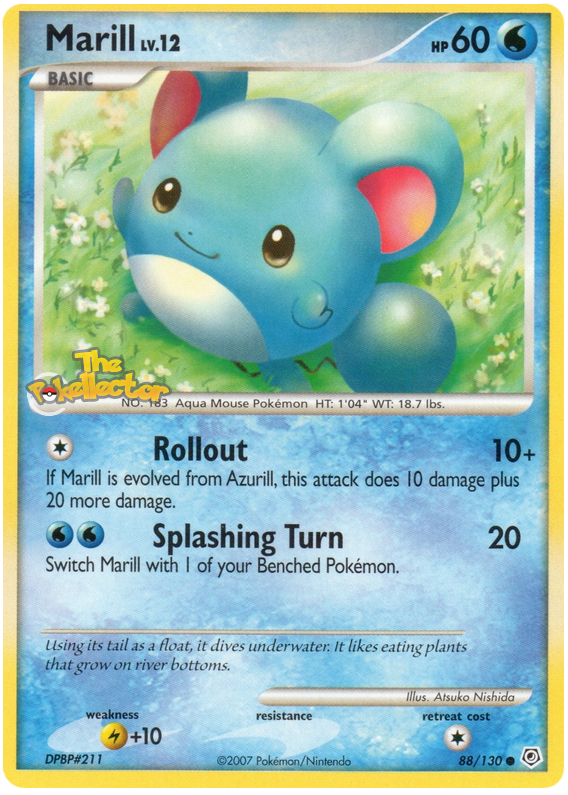 Marill LV.12
HP 60
BASIC
The
Pokellector
NO. 183 Aqua Mouse Pokémon HT: 1'04" WT: 18.7 lbs.
Rollout 10+
If Marill is evolved from Azurill, this attack does 10 damage plus
20 more damage.
Splashing Turn 20
Switch Marill with 1 of your Benched Pokémon.
Using its tail as a float, it dives underwater. It likes eating plants
that grow on river bottoms.
Illus. Atsuko Nishida
weakness resistance retreat cost
+10
DPBP#211 ©2007 Pokémon/Nintendo 88/130